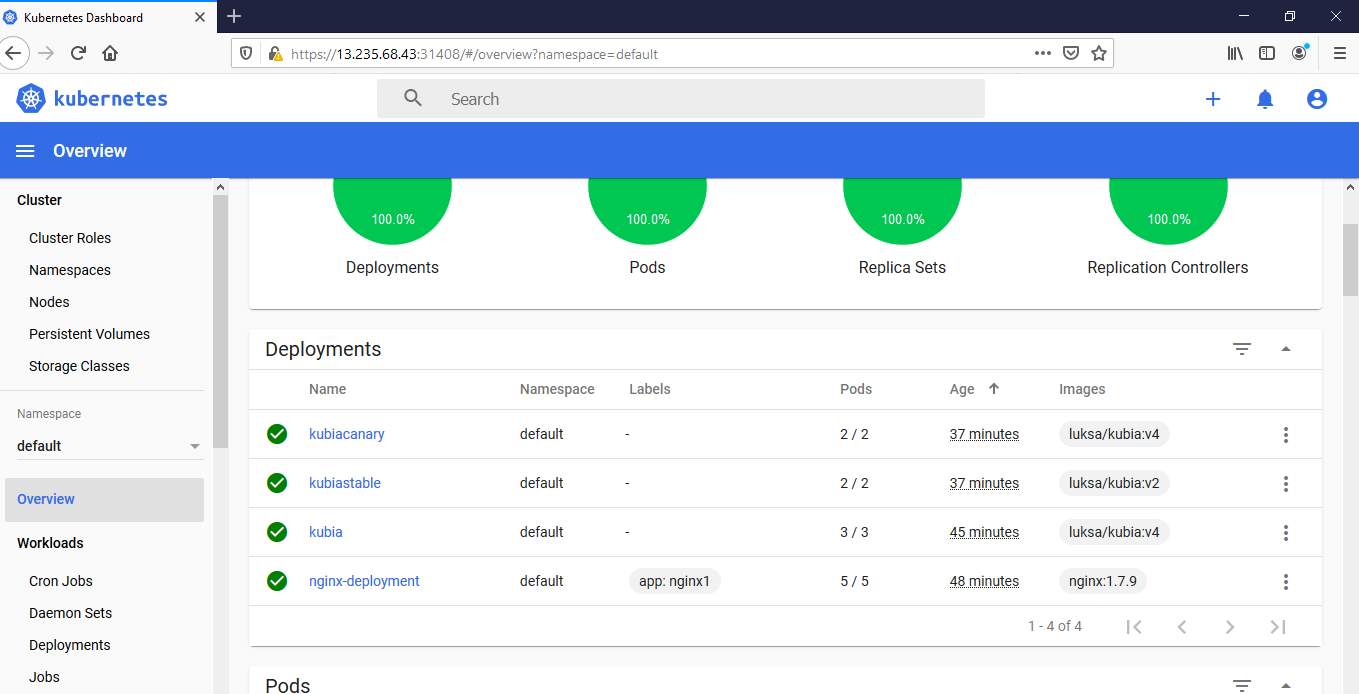 Kubernetes Dashboard
https://13.235.68.43:31408/#/overview?namespace=default
kubernetes
Search
Overview
Cluster
Cluster Roles
Namespaces
Nodes
Persistent Volumes
Storage Classes
Namespace
default
Overview
Workloads
Cron Jobs
Daemon Sets
Deployments
Jobs
100.0% 100.0% 100.0% 100.0%
Deployments Pods Replica Sets Replication Controllers
Deployments
Name Namespace Labels Pods Age Images
kubiacanary default - 2 / 2 37 minutes luksa/kubia:v4
kubiastable default - 2 / 2 37 minutes luksa/kubia:v2
kubia default - 3 / 3 45 minutes luksa/kubia:v4
nginx-deployment default app: nginx1 5 / 5 48 minutes nginx:1.7.9
1 - 4 of 4
Pods